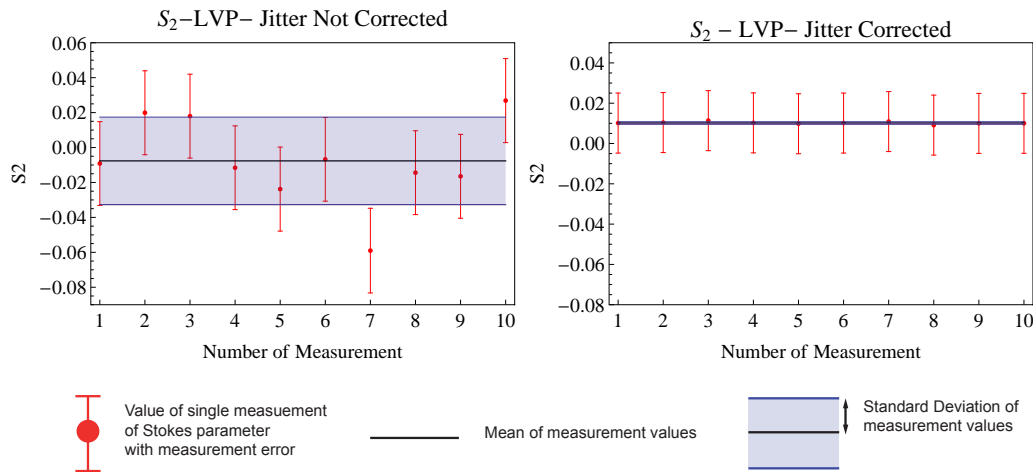 S₂−LVP− Jitter Not Corrected
0.06
0.04
0.02
0.00
−0.02
−0.04
−0.06
−0.08
S2
1 2 3 4 5 6 7 8 9 10
Number of Measurement
S₂ − LVP− Jitter Corrected
0.04
0.02
0.00
−0.02
−0.04
−0.06
−0.08
S2
1 2 3 4 5 6 7 8 9 10
Number of Measurement
Value of single measuement
of Stokes parameter
with measurement error
Mean of measurement values
Standard Deviation of
measurement values